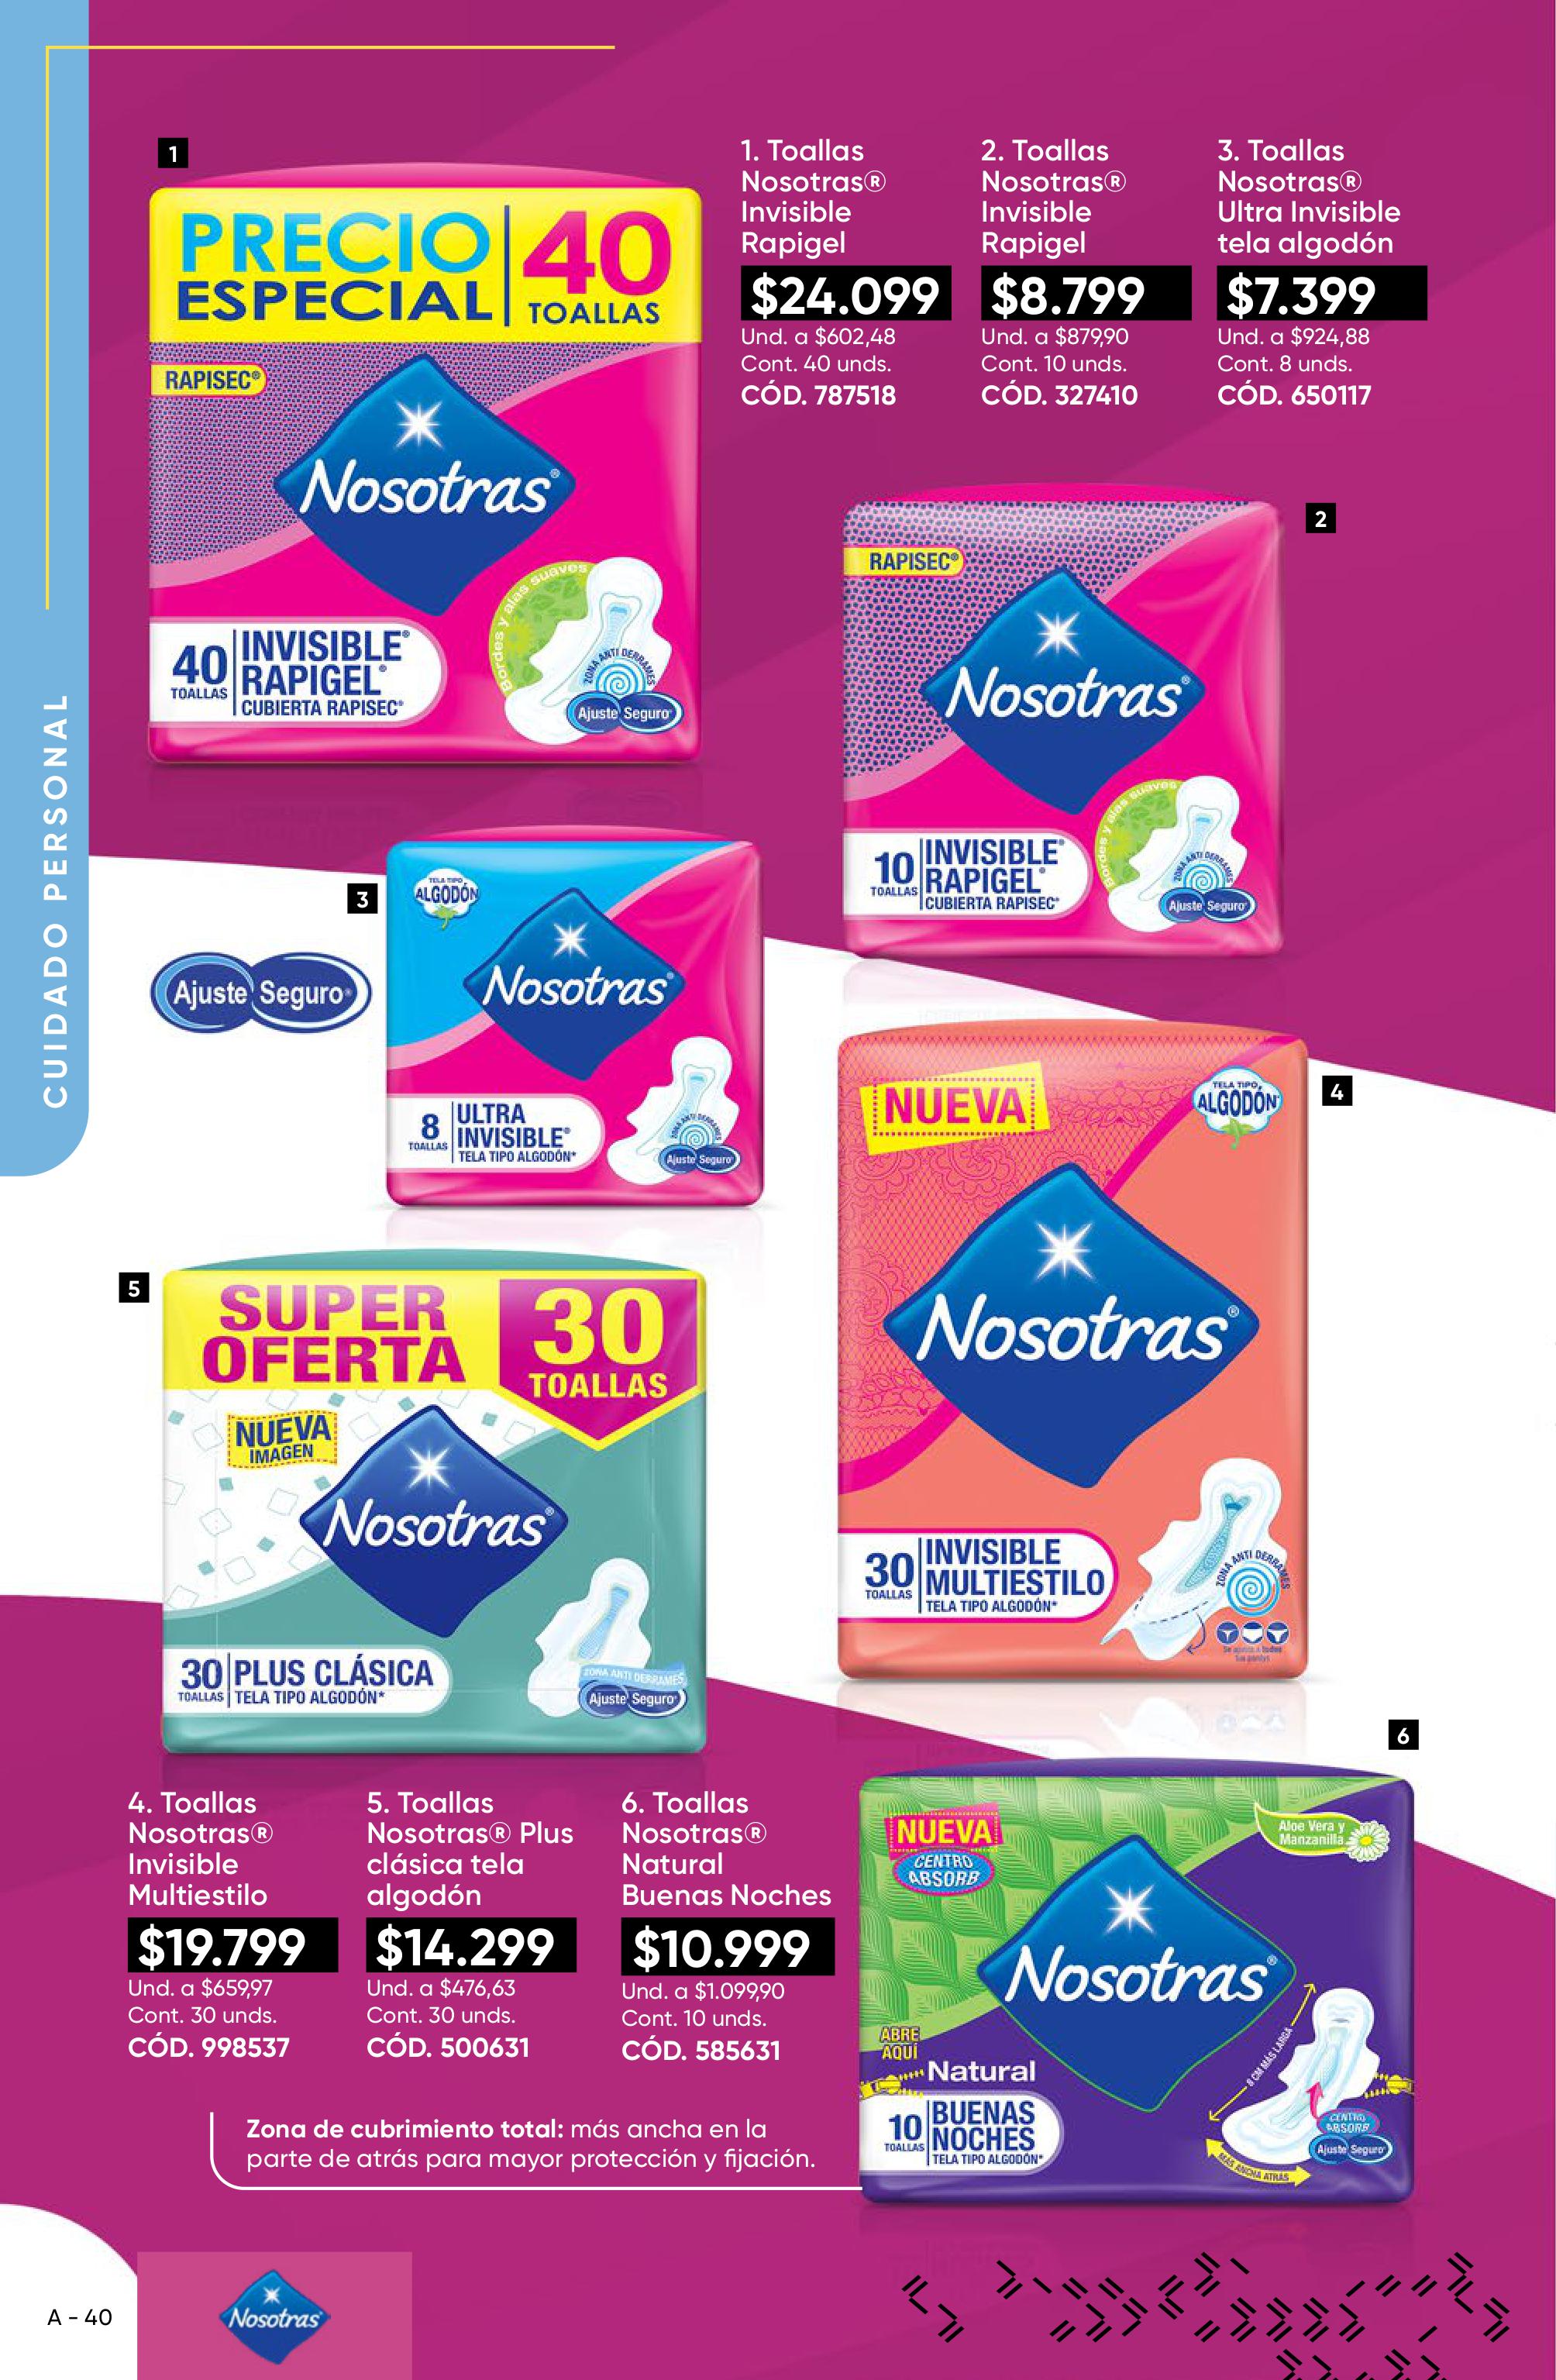 CUIDADO PERSONAL
1
PRECIO
ESPECIAL
40
TOALLAS
RAPISEC®
Nosotras®
Bordes y alas suaves
ZONA ANTI DERRAMES
Ajuste Seguro®
40
TOALLAS
INVISIBLE®
RAPIGEL®
CUBIERTA RAPISEC®
1. Toallas
Nosotras®
Invisible
Rapigel
$24.099
Und. a $602,48
Cont. 40 unds.
CÓD. 787518
2. Toallas
Nosotras®
Invisible
Rapigel
$8.799
Und. a $879,90
Cont. 10 unds.
CÓD. 327410
3. Toallas
Nosotras®
Ultra Invisible
tela algodón
$7.399
Und. a $924,88
Cont. 8 unds.
CÓD. 650117
2
RAPISEC®
Nosotras®
Bordes y alas suaves
ZONA ANTI DERRAMES
Ajuste Seguro®
10
TOALLAS
INVISIBLE®
RAPIGEL®
CUBIERTA RAPISEC®
3
Ajuste Seguro®
TELA TIPO
ALGODÓN
Nosotras®
ZONA ANTI DERRAMES
Ajuste Seguro®
8
TOALLAS
ULTRA
INVISIBLE®
TELA TIPO ALGODÓN*
4
NUEVA
TELA TIPO
ALGODÓN
Nosotras®
30
TOALLAS
INVISIBLE
MULTIESTILO
TELA TIPO ALGODÓN*
ZONA ANTI DERRAMES
Se ajusta a todos
tus pantys
5
SUPER
OFERTA
30
TOALLAS
NUEVA
IMAGEN
Nosotras®
30
TOALLAS
PLUS CLÁSICA
TELA TIPO ALGODÓN*
ZONA ANTI DERRAMES
Ajuste Seguro®
4. Toallas
Nosotras®
Invisible
Multiestilo
$19.799
Und. a $659,97
Cont. 30 unds.
CÓD. 998537
5. Toallas
Nosotras® Plus
clásica tela
algodón
$14.299
Und. a $476,63
Cont. 30 unds.
CÓD. 500631
6. Toallas
Nosotras®
Natural
Buenas Noches
$10.999
Und. a $1.099,90
Cont. 10 unds.
CÓD. 585631
6
NUEVA
CENTRO
ABSORB
Aloe Vera y
Manzanilla
Nosotras®
ABRE
AQUÍ
Natural
10
TOALLAS
BUENAS
NOCHES
TELA TIPO ALGODÓN*
8 CM MÁS LARGA
CENTRO
ABSORB
Ajuste Seguro®
MÁS ANCHA ATRÁS
Zona de cubrimiento total: más ancha en la
parte de atrás para mayor protección y fijación.
A - 40
Nosotras®